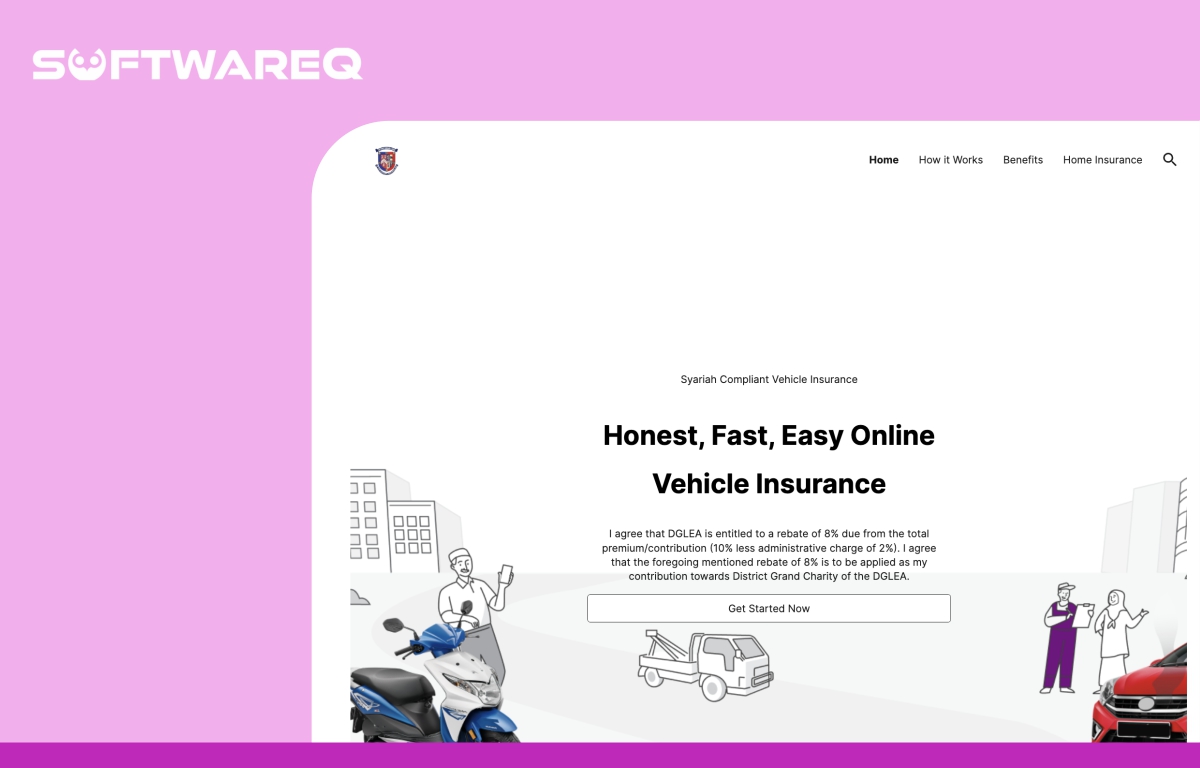 SOFTWAREQ
Home How it Works Benefits Home Insurance
Syariah Compliant Vehicle Insurance
Honest, Fast, Easy Online
Vehicle Insurance
I agree that DGLEA is entitled to a rebate of 8% due from the total
premium/contribution (10% less administrative charge of 2%). I agree
that the foregoing mentioned rebate of 8% is to be applied as my
contribution towards District Grand Charity of the DGLEA.
Get Started Now